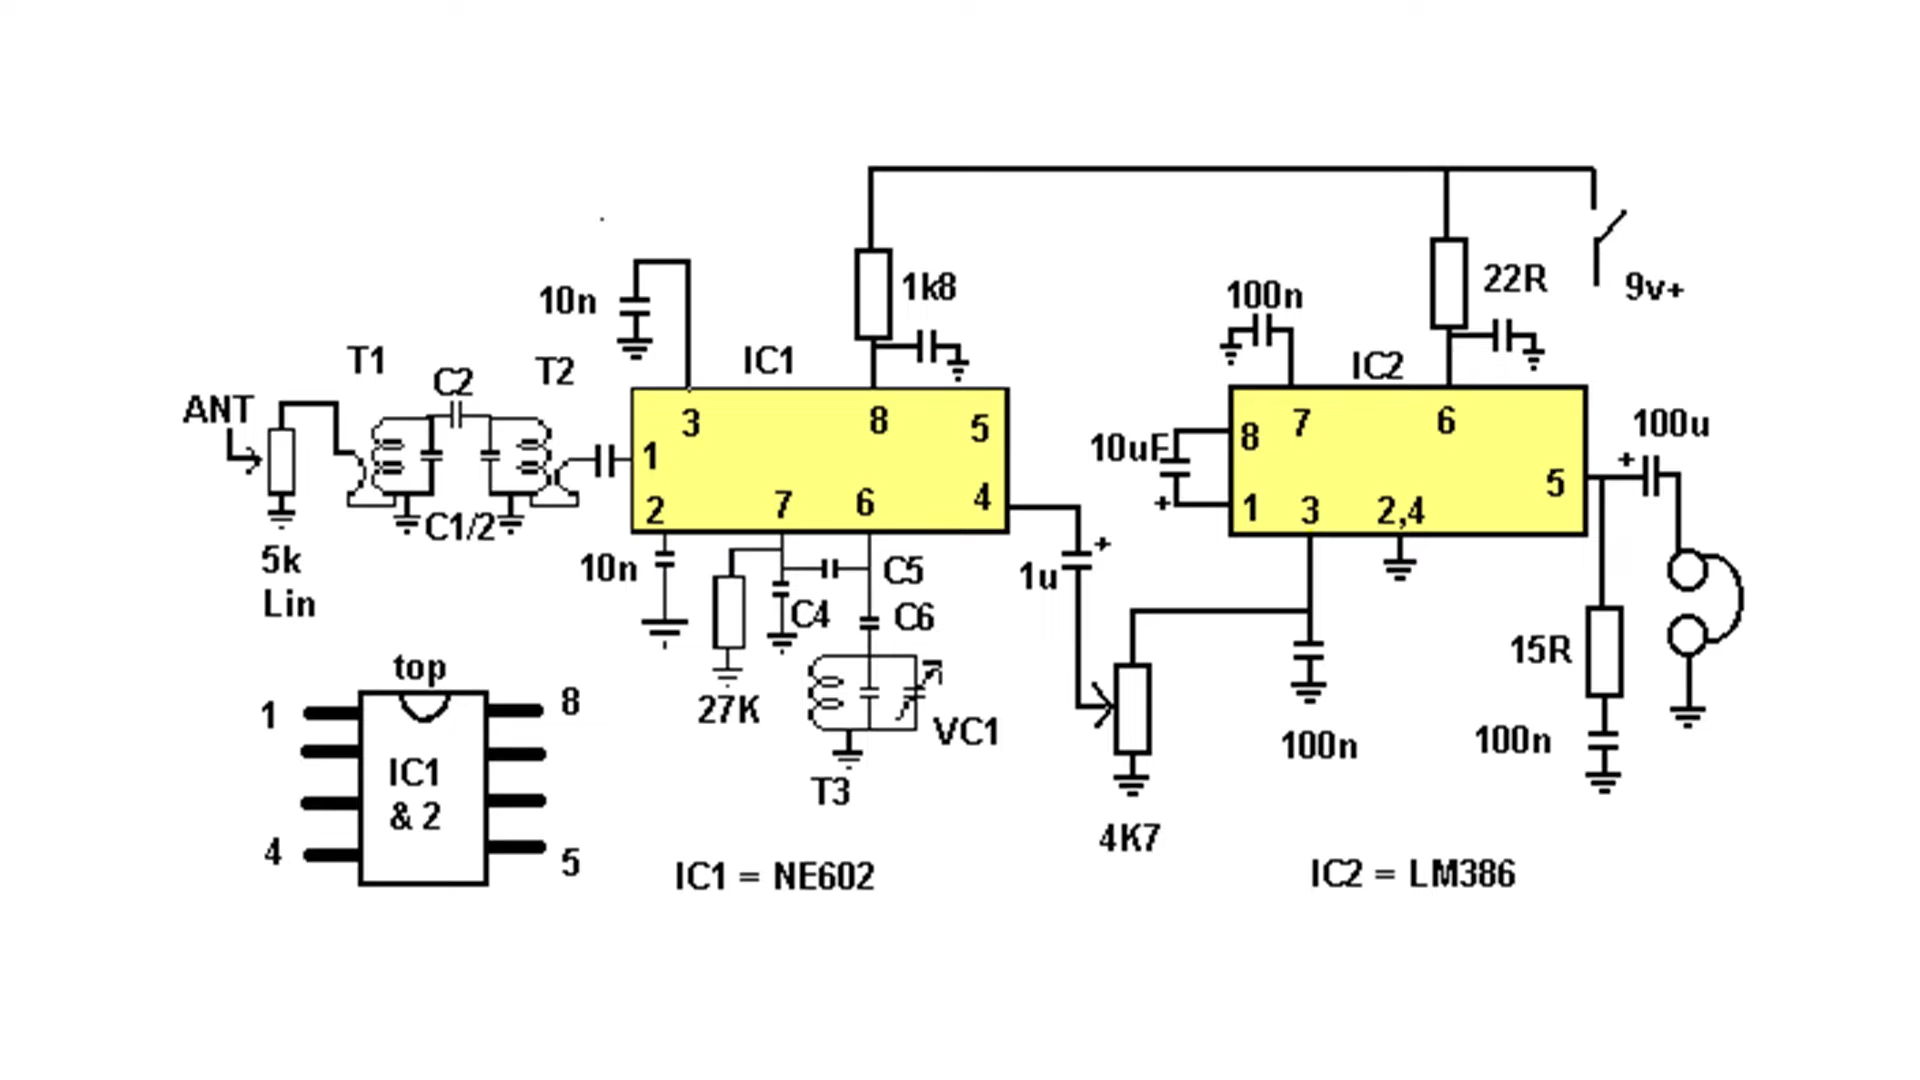 1k8
22R
9v+
10n
100n
T1
C2
T2
IC1
IC2
ANT
3
8
5
7
6
100u
1
10uF
8
+
5
2
7
6
4
+
1
3
2,4
C1/2
5k
Lin
10n
C5
+
1u
C4
C6
15R
top
1
8
27K
VC1
100n
100n
IC1
& 2
T3
4K7
4
5
IC1 = NE602
IC2 = LM386